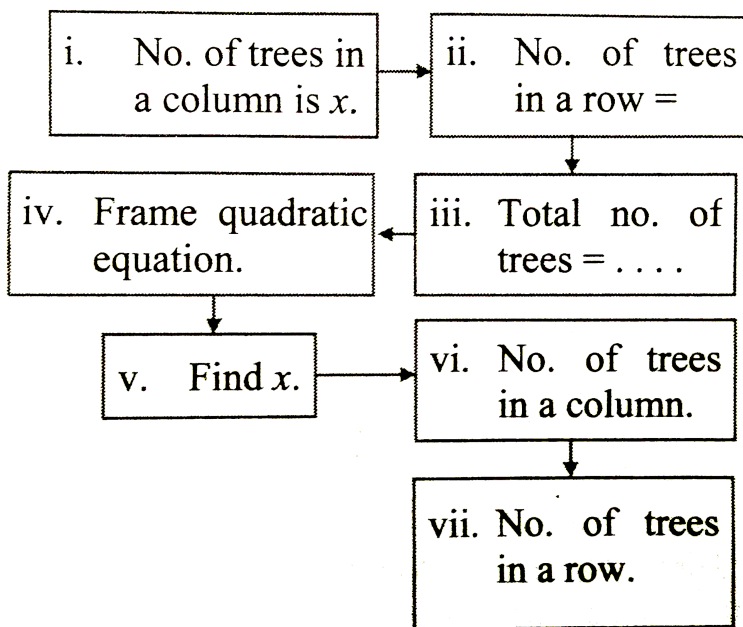 i. No. of trees in
a column is x.
ii. No. of trees
in a row =
iii. Total no. of
trees = . . . .
iv. Frame quadratic
equation.
v. Find x.
vi. No. of trees
in a column.
vii. No. of trees
in a row.